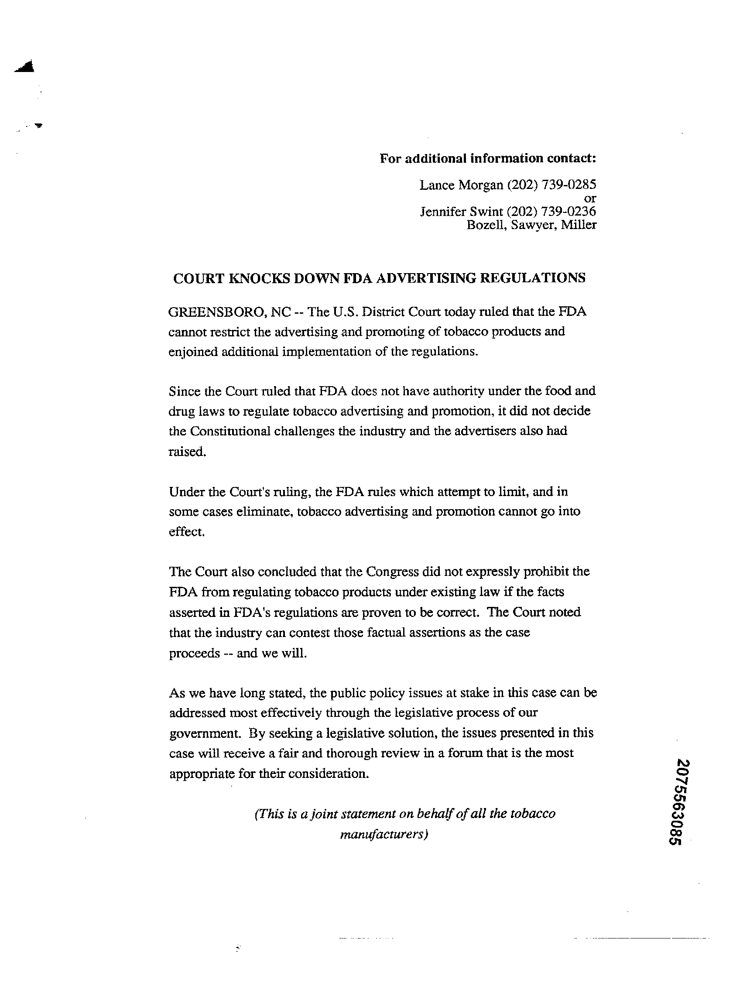 For additional information contact:
Lance Morgan (202) 739-0285
or
Jennifer Swint (202) 739-0236
Bozell, Sawyer, Miller
COURT KNOCKS DOWN FDA ADVERTISING REGULATIONS
GREENSBORO, NC -- The U.S. District Court today ruled that the FDA
cannot restrict the advertising and promoting of tobacco products and
enjoined additional implementation of the regulations.
Since the Court ruled that FDA does not have authority under the food and
drug laws to regulate tobacco advertising and promotion, it did not decide
the Constitutional challenges the industry and the advertisers also had
raised.
Under the Court's ruling, the FDA rules which attempt to limit, and in
some cases eliminate, tobacco advertising and promotion cannot go into
effect.
The Court also concluded that the Congress did not expressly prohibit the
FDA from regulating tobacco products under existing law if the facts
asserted in FDA's regulations are proven to be correct. The Court noted
that the industry can contest those factual assertions as the case
proceeds -- and we will.
As we have long stated, the public policy issues at stake in this case can be
addressed most effectively through the legislative process of our
government. By seeking a legislative solution, the issues presented in this
case will receive a fair and thorough review in a forum that is the most
appropriate for their consideration.
(This is a joint statement on behalf of all the tobacco
manufacturers)
2075563085